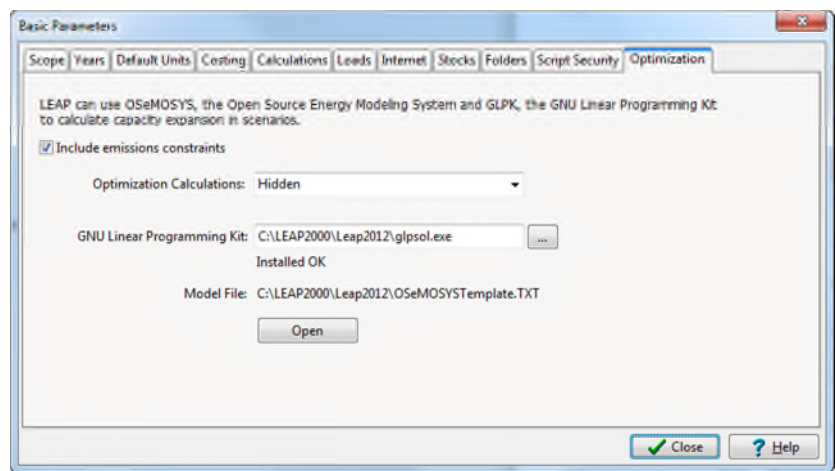 Basic Parameters
Scope Years Default Units Costing Calculations Loads Internet Stocks Folders Script Security Optimization
LEAP can use OSeMOSYS, the Open Source Energy Modeling System and GLPK, the GNU Linear Programming Kit
to calculate capacity expansion in scenarios.
Include emissions constraints
Optimization Calculations: Hidden
GNU Linear Programming Kit: C:\LEAP2000\Leap2012\glpsol.exe ...
Installed OK
Model File: C:\LEAP2000\Leap2012\OSeMOSYSTemplate.TXT
Open
Close ? Help